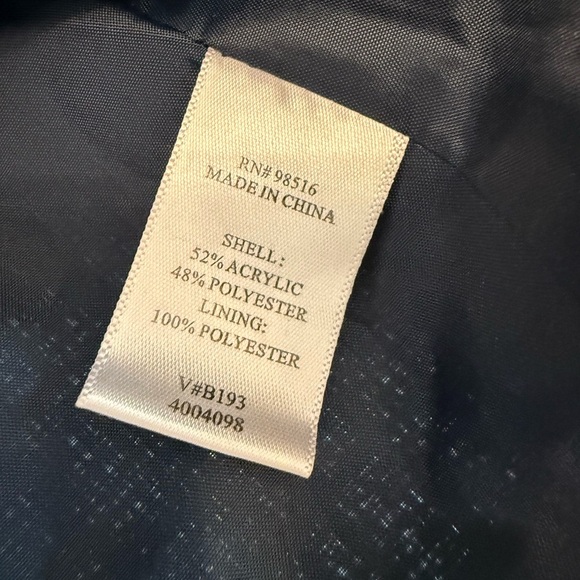 RN# 98516
MADE IN CHINA
SHELL :
52% ACRYLIC
48% POLYESTER
LINING:
100% POLYESTER
V#B193
4004098